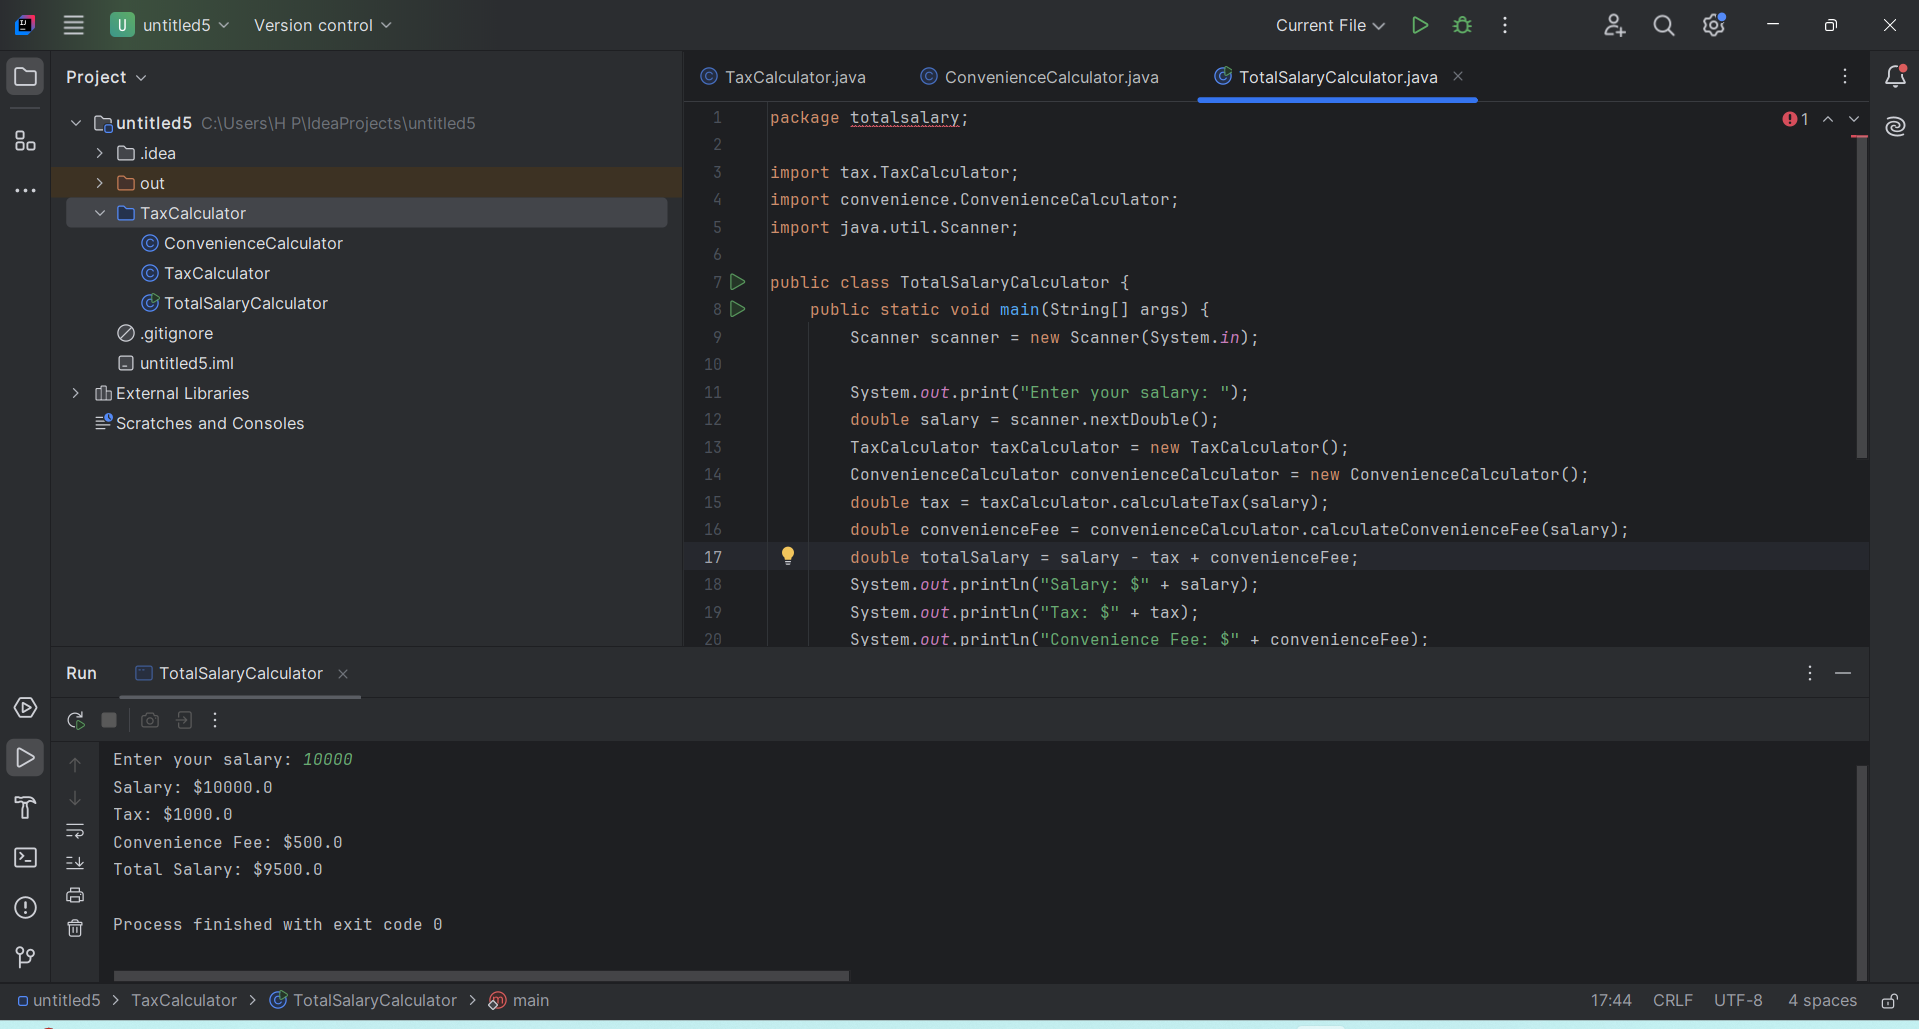 U untitled5 Version control Current File
Project
untitled5 C:\Users\H P\IdeaProjects\untitled5
.idea
out
TaxCalculator
ConvenienceCalculator
TaxCalculator
TotalSalaryCalculator
.gitignore
untitled5.iml
External Libraries
Scratches and Consoles
TaxCalculator.java ConvenienceCalculator.java TotalSalaryCalculator.java
1 package totalsalary; 1
2
3 import tax.TaxCalculator;
4 import convenience.ConvenienceCalculator;
5 import java.util.Scanner;
6
7 public class TotalSalaryCalculator {
8 public static void main(String[] args) {
9 Scanner scanner = new Scanner(System.in);
10
11 System.out.print("Enter your salary: ");
12 double salary = scanner.nextDouble();
13 TaxCalculator taxCalculator = new TaxCalculator();
14 ConvenienceCalculator convenienceCalculator = new ConvenienceCalculator();
15 double tax = taxCalculator.calculateTax(salary);
16 double convenienceFee = convenienceCalculator.calculateConvenienceFee(salary);
17 double totalSalary = salary - tax + convenienceFee;
18 System.out.println("Salary: $" + salary);
19 System.out.println("Tax: $" + tax);
20 System.out.println("Convenience Fee: $" + convenienceFee);
Run TotalSalaryCalculator
Enter your salary: 10000
Salary: $10000.0
Tax: $1000.0
Convenience Fee: $500.0
Total Salary: $9500.0
Process finished with exit code 0
untitled5 > TaxCalculator > TotalSalaryCalculator > m main 17:44 CRLF UTF-8 4 spaces